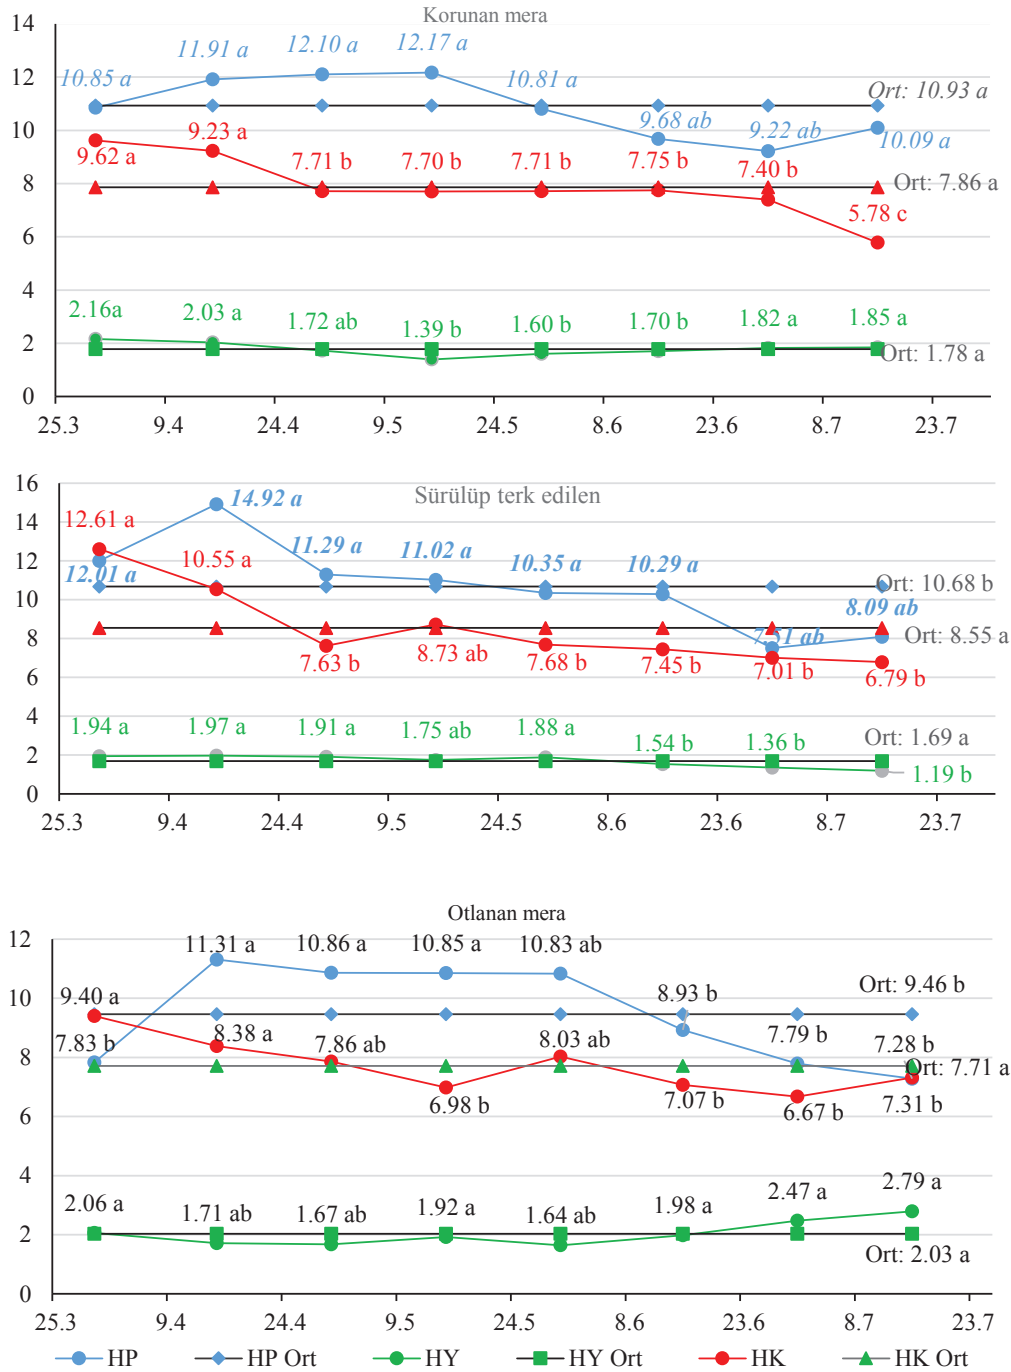 Korunan mera
14
12
10
8
6
4
2
0
10.85 a 11.91 a 12.10 a 12.17 a 10.81 a 9.68 ab 9.22 ab 10.09 a
Ort: 10.93 a
9.62 a 9.23 a 7.71 b 7.70 b 7.71 b 7.75 b 7.40 b 5.78 c
Ort: 7.86 a
2.16a 2.03 a 1.72 ab 1.39 b 1.60 b 1.70 b 1.82 a 1.85 a
Ort: 1.78 a
25.3 9.4 24.4 9.5 24.5 8.6 23.6 8.7 23.7
Sürülüp terk edilen
16
14
12
10
8
6
4
2
0
12.01 a 14.92 a 11.29 a 11.02 a 10.35 a 10.29 a 7.51 ab 8.09 ab
Ort: 10.68 b
12.61 a 10.55 a 7.63 b 8.73 ab 7.68 b 7.45 b 7.01 b 6.79 b
Ort: 8.55 a
1.94 a 1.97 a 1.91 a 1.75 ab 1.88 a 1.54 b 1.36 b 1.19 b
Ort: 1.69 a
25.3 9.4 24.4 9.5 24.5 8.6 23.6 8.7 23.7
Otlanan mera
12
10
8
6
4
2
0
7.83 b 11.31 a 10.86 a 10.85 a 10.83 ab 8.93 b 7.79 b 7.28 b
Ort: 9.46 b
9.40 a 8.38 a 7.86 ab 6.98 b 8.03 ab 7.07 b 6.67 b 7.31 b
Ort: 7.71 a
2.06 a 1.71 ab 1.67 ab 1.92 a 1.64 ab 1.98 a 2.47 a 2.79 a
Ort: 2.03 a
25.3 9.4 24.4 9.5 24.5 8.6 23.6 8.7 23.7
HP HP Ort HY HY Ort HK HK Ort